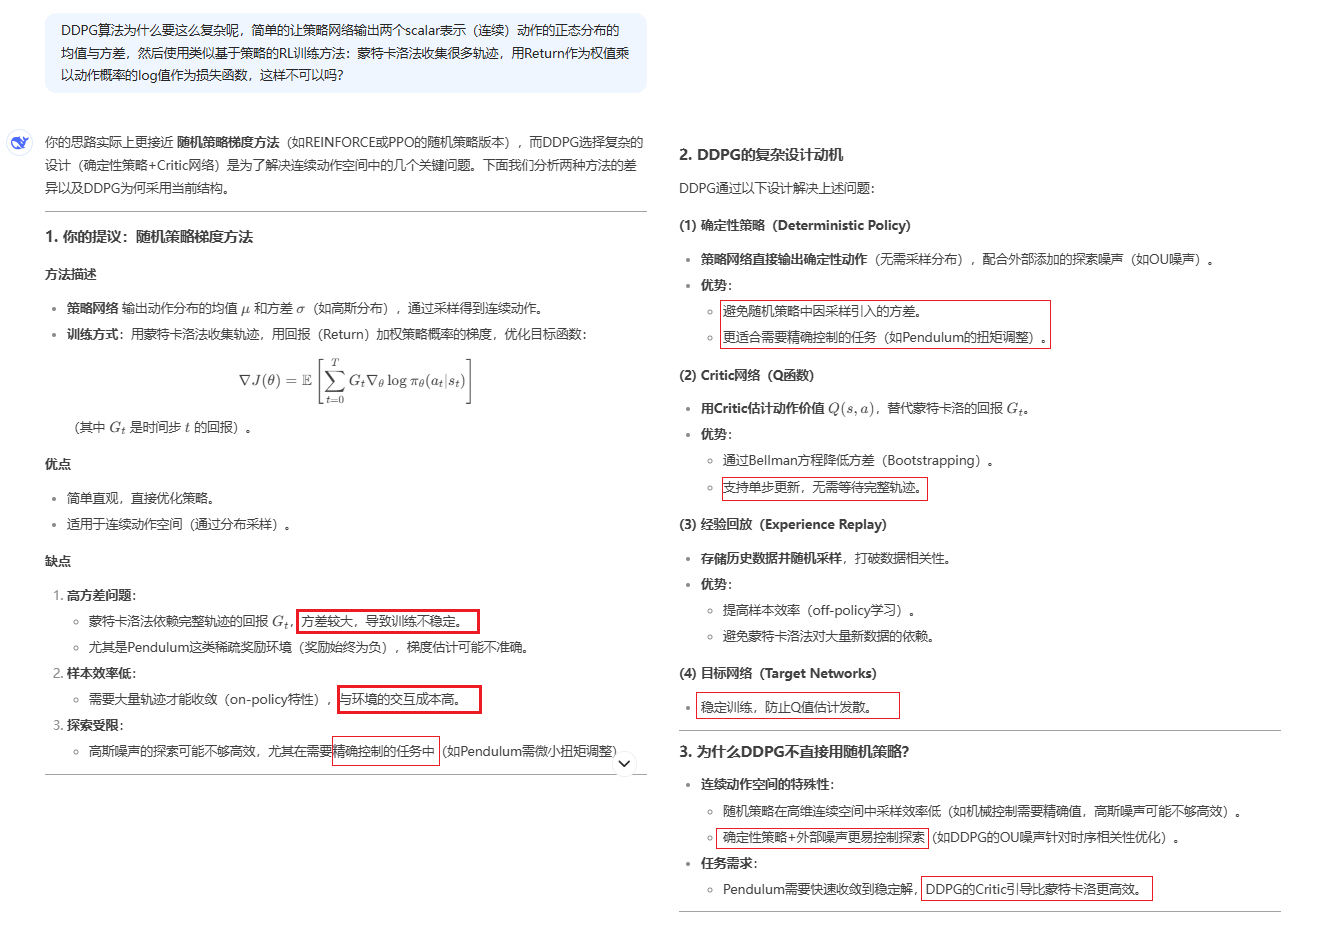 DDPG算法为什么要这么复杂呢，简单的让策略网络输出两个scalar表示（连续）动作的正态分布的
均值与方差，然后使用类似基于策略的RL训练方法：蒙特卡洛法收集很多轨迹，用Return作为权值乘
以动作概率的log值作为损失函数，这样不可以吗？
你的思路实际上更接近 随机策略梯度方法（如REINFORCE或PPO的随机策略版本），而DDPG选择复杂的
设计（确定性策略+Critic网络）是为了解决连续动作空间中的几个关键问题。下面我们分析两种方法的差
异以及DDPG为何采用当前结构。
1. 你的提议：随机策略梯度方法
方法描述
• 策略网络 输出动作分布的均值 μ 和方差 σ（如高斯分布），通过采样得到连续动作。
• 训练方式：用蒙特卡洛法收集轨迹，用回报（Return）加权策略概率的梯度，优化目标函数：
∇J(θ) = 𝔼[∑_{t=0}^{T} G_t ∇_θ log π_θ(a_t|s_t)]
（其中 G_t 是时间步 t 的回报）。
优点
• 简单直观，直接优化策略。
• 适用于连续动作空间（通过分布采样）。
缺点
1. 高方差问题：
◦ 蒙特卡洛法依赖完整轨迹的回报 G_t，方差较大，导致训练不稳定。
◦ 尤其是Pendulum这类稀疏奖励环境（奖励始终为负），梯度估计可能不准确。
2. 样本效率低：
◦ 需要大量轨迹才能收敛（on-policy特性），与环境的交互成本高。
3. 探索受限：
◦ 高斯噪声的探索可能不够高效，尤其在需要精确控制的任务中（如Pendulum需微小扭矩调整）
2. DDPG的复杂设计动机
DDPG通过以下设计解决上述问题：
(1) 确定性策略（Deterministic Policy)
• 策略网络直接输出确定性动作（无需采样分布），配合外部添加的探索噪声（如OU噪声）。
• 优势：
◦ 避免随机策略中因采样引入的方差。
◦ 更适合需要精确控制的任务（如Pendulum的扭矩调整）。
(2) Critic网络（Q函数）
• 用Critic估计动作价值 Q(s, a)，替代蒙特卡洛的回报 G_t。
• 优势：
◦ 通过Bellman方程降低方差（Bootstrapping）。
◦ 支持单步更新，无需等待完整轨迹。
(3) 经验回放（Experience Replay)
• 存储历史数据并随机采样，打破数据相关性。
• 优势：
◦ 提高样本效率（off-policy学习）。
◦ 避免蒙特卡洛法对大量新数据的依赖。
(4) 目标网络（Target Networks)
• 稳定训练，防止Q值估计发散。
3. 为什么DDPG不直接用随机策略?
• 连续动作空间的特殊性：
◦ 随机策略在高维连续空间中采样效率低（如机械控制需要精确值，高斯噪声可能不够高效）。
◦ 确定性策略+外部噪声更易控制探索（如DDPG的OU噪声针对时序相关性优化）。
• 任务需求：
◦ Pendulum需要快速收敛到稳定解，DDPG的Critic引导比蒙特卡洛更高效。